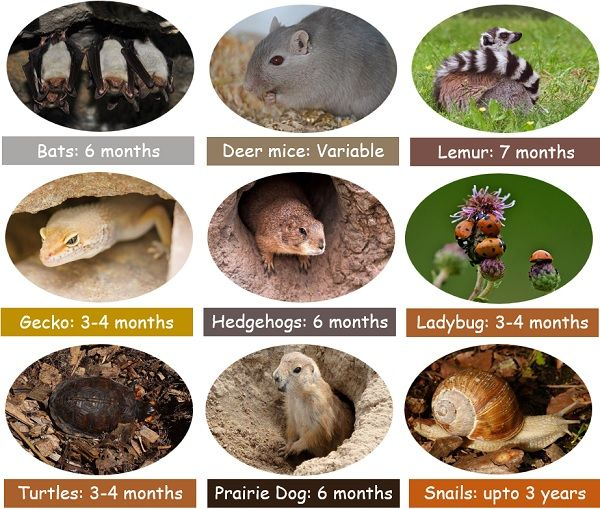 Bats: 6 months
Deer mice: Variable
Lemur: 7 months
Gecko: 3-4 months
Hedgehogs: 6 months
Ladybug: 3-4 months
Turtles: 3-4 months
Prairie Dog: 6 months
Snails: upto 3 years